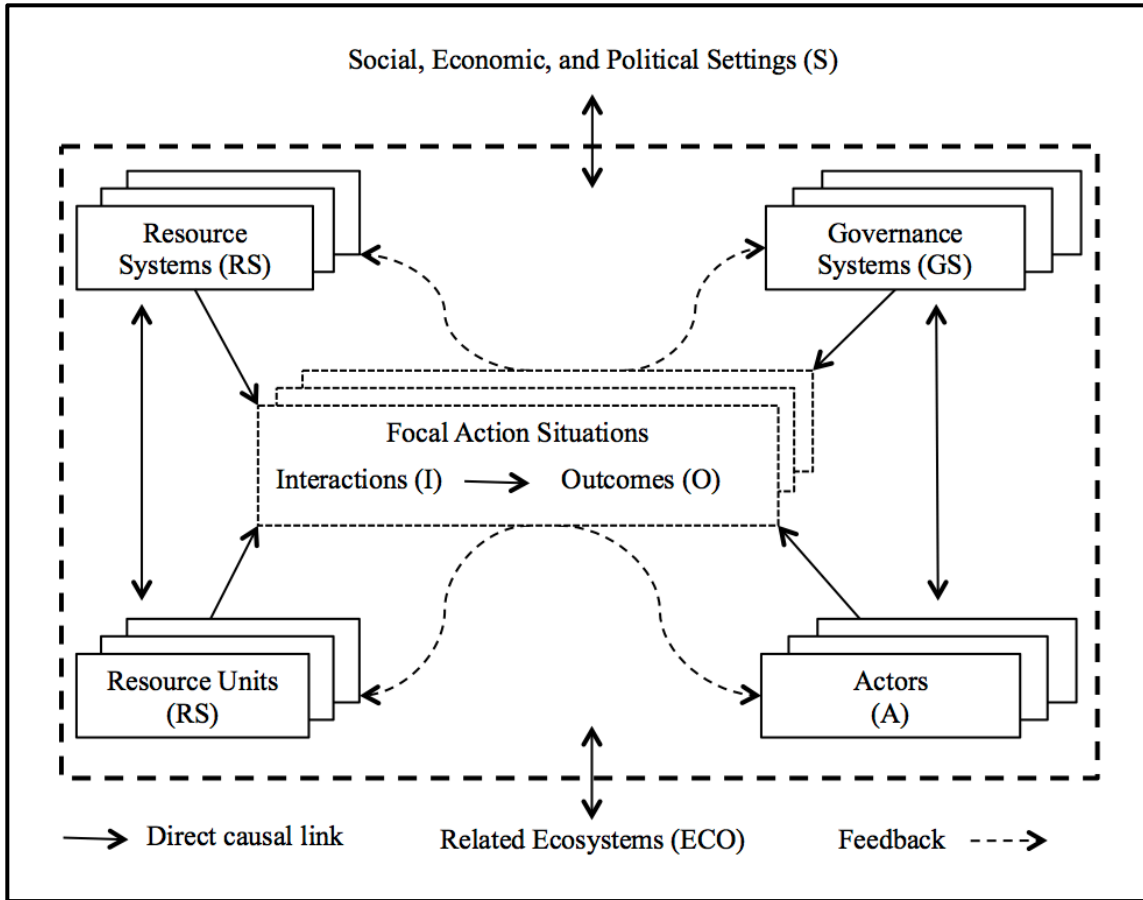 Social, Economic, and Political Settings (S)
Resource
Systems (RS)
Governance
Systems (GS)
Focal Action Situations
Interactions (I) Outcomes (O)
Resource Units
(RS)
Actors
(A)
Direct causal link
Related Ecosystems (ECO)
Feedback